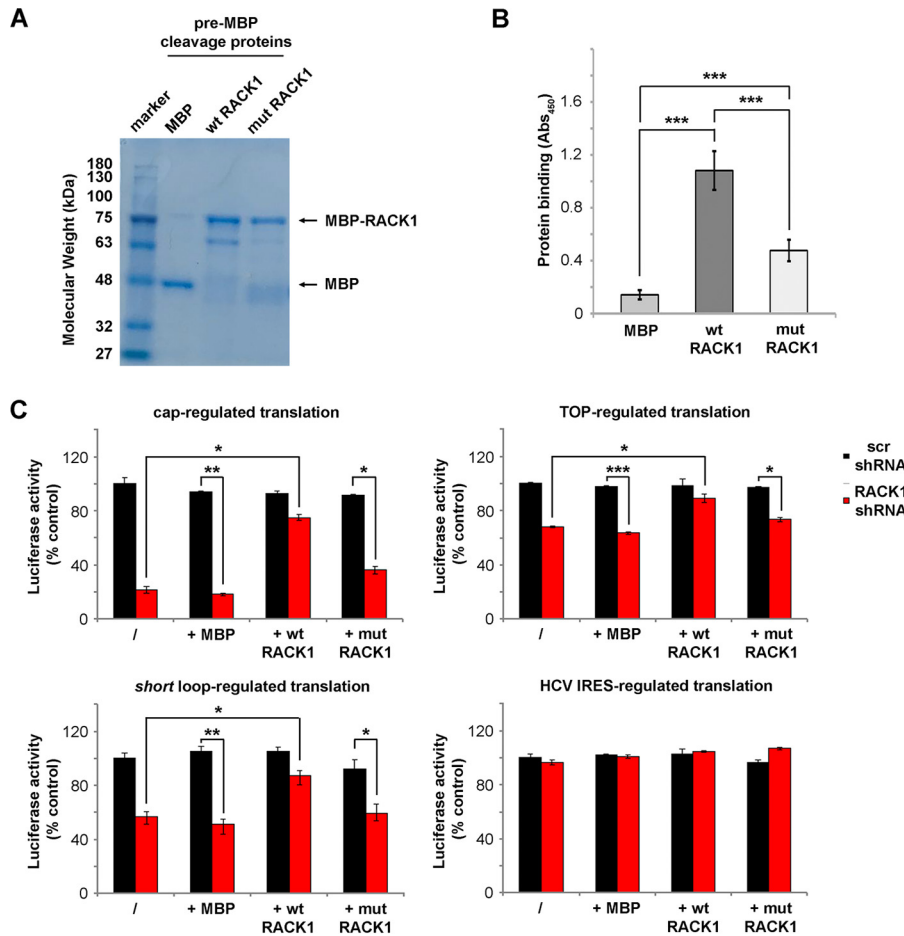 A
pre-MBP
cleavage proteins
marker
MBP
wt RACK1
mut RACK1
Molecular Weight (kDa)
180
130
100
75
63
48
32
27
MBP-RACK1
MBP
B
Protein binding (Abs450)
1.6
1.2
0.8
0.4
0
***
***
***
MBP
wt
RACK1
mut
RACK1
C
cap-regulated translation
Luciferase activity
(% control)
120
80
40
0
*
**
*
/
+ MBP
+ wt
RACK1
+ mut
RACK1
TOP-regulated translation
Luciferase activity
(% control)
120
80
40
0
*
***
*
/
+ MBP
+ wt
RACK1
+ mut
RACK1
scr
shRNA
RACK1
shRNA
short loop-regulated translation
Luciferase activity
(% control)
120
80
40
0
*
**
*
/
+ MBP
+ wt
RACK1
+ mut
RACK1
HCV IRES-regulated translation
Luciferase activity
(% control)
120
80
40
0
/
+ MBP
+ wt
RACK1
+ mut
RACK1